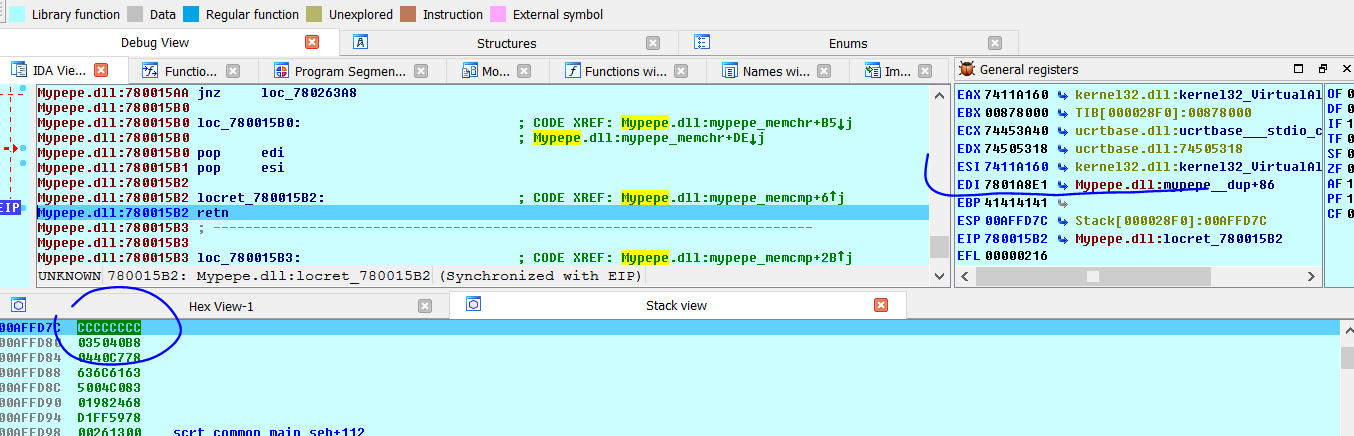 Library function Data Regular function Unexplored Instruction External symbol
Debug View Structures Enums
IDA Vie... Functio... Program Segmen... Mo... Functions wi... Names wi... Im... General registers
Mypepe.dll:780015AA jnz loc_780263A8
Mypepe.dll:780015B0
Mypepe.dll:780015B0 loc_780015B0: ; CODE XREF: Mypepe.dll:mypepe_memchr+B5↓j
Mypepe.dll:780015B0 ; Mypepe.dll:mypepe_memchr+DE↓j
Mypepe.dll:780015B0 pop edi
Mypepe.dll:780015B1 pop esi
Mypepe.dll:780015B2
Mypepe.dll:780015B2 locret_780015B2: ; CODE XREF: Mypepe.dll:mypepe_memcmp+6↑j
EIP Mypepe.dll:780015B2 retn
Mypepe.dll:780015B3 ; ---------------------------------------------------------------------------
Mypepe.dll:780015B3
Mypepe.dll:780015B3 loc_780015B3: ; CODE XREF: Mypepe.dll:mypepe_memcmp+2B↑j
UNKNOWN 780015B2: Mypepe.dll:locret_780015B2 (Synchronized with EIP)
EAX 7411A160 kernel32.dll:kernel32_VirtualAl
EBX 00878000 TIB[000028F0]:00878000
ECX 74453A40 ucrtbase.dll:ucrtbase___stdio_c
EDX 74505318 ucrtbase.dll:74505318
ESI 7411A160 kernel32.dll:kernel32_VirtualAl
EDI 7801A8E1 Mypepe.dll:mypepe__dup+86
EBP 41414141
ESP 00AFFD7C Stack[000028F0]:00AFFD7C
EIP 780015B2 Mypepe.dll:locret_780015B2
EFL 00000216
OF 0
DF 0
IF 1
TF 0
SF 0
ZF 0
AF 1
PF 1
CF 0
Hex View-1 Stack view
00AFFD7C CCCCCCCC
00AFFD80 035040B8
00AFFD84 0440C778
00AFFD88 636C6163
00AFFD8C 5004C083
00AFFD90 01982468
00AFFD94 D1FF5978
00AFFD98 00261300 scrt_common_main_seh+112